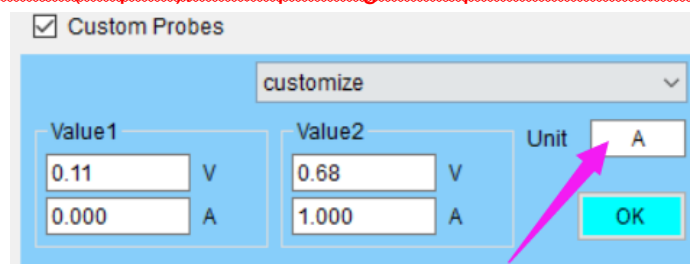 Custom Probes
customize
Value1 Value2 Unit A
0.11 V 0.68 V
0.000 A 1.000 A OK